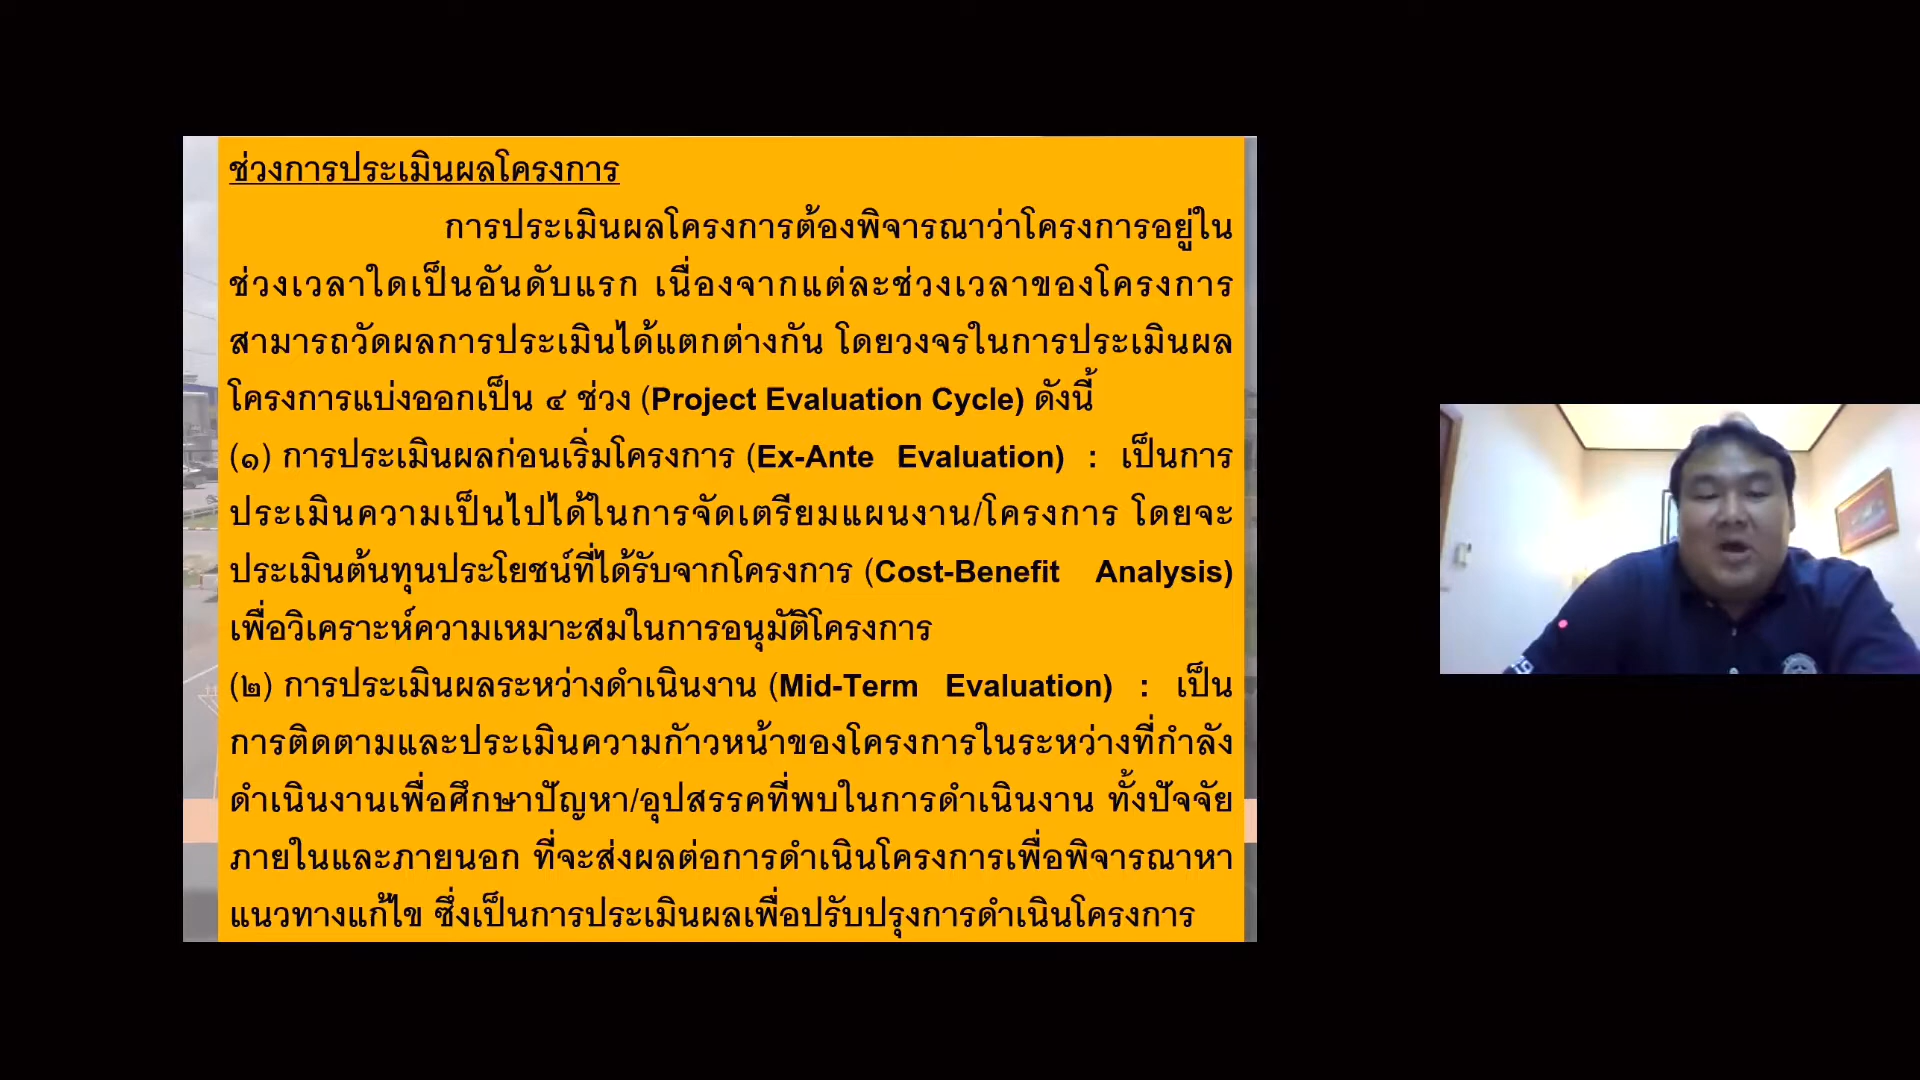 ช่วงการประเมินผลโครงการ
การประเมินผลโครงการต้องพิจารณาว่าโครงการอยู่ใน
ช่วงเวลาใดเป็นอันดับแรก เนื่องจากแต่ละช่วงเวลาของโครงการ
สามารถวัดผลการประเมินได้แตกต่างกัน โดยวงจรในการประเมินผล
โครงการแบ่งออกเป็น ๔ ช่วง (Project Evaluation Cycle) ดังนี้
(๑) การประเมินผลก่อนเริ่มโครงการ (Ex-Ante Evaluation) : เป็นการ
ประเมินความเป็นไปได้ในการจัดเตรียมแผนงาน/โครงการ โดยจะ
ประเมินต้นทุนประโยชน์ที่ได้รับจากโครงการ (Cost-Benefit Analysis)
เพื่อวิเคราะห์ความเหมาะสมในการอนุมัติโครงการ
(๒) การประเมินผลระหว่างดำเนินงาน (Mid-Term Evaluation) : เป็น
การติดตามและประเมินความก้าวหน้าของโครงการในระหว่างที่กำลัง
ดำเนินงานเพื่อศึกษาปัญหา/อุปสรรคที่พบในการดำเนินงาน ทั้งปัจจัย
ภายในและภายนอก ที่จะส่งผลต่อการดำเนินโครงการเพื่อพิจารณาหา
แนวทางแก้ไข ซึ่งเป็นการประเมินผลเพื่อปรับปรุงการดำเนินโครงการ